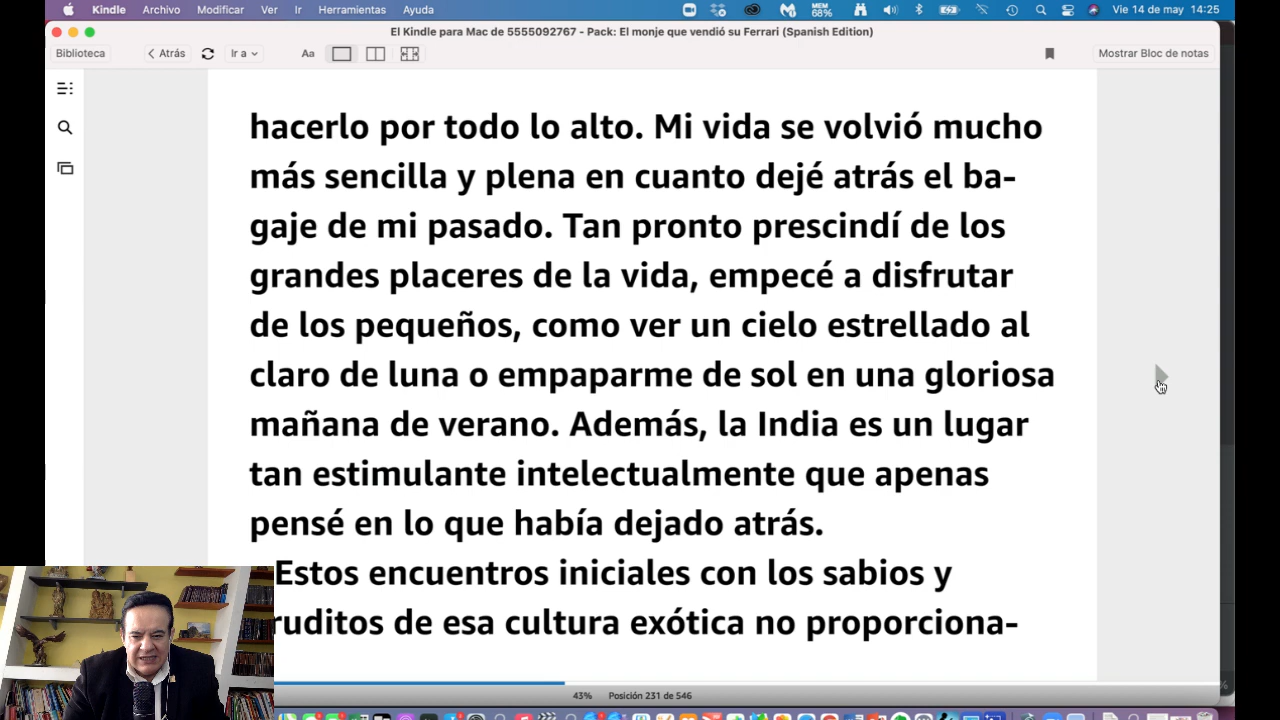 Kindle Archivo Modificar Ver Ir Herramientas Ayuda MEM 68% Vie 14 de may 14:25
El Kindle para Mac de 5555092767 - Pack: El monje que vendió su Ferrari (Spanish Edition)
Biblioteca Atrás Ir a Aa Mostrar Bloc de notas
hacerlo por todo lo alto. Mi vida se volvió mucho
más sencilla y plena en cuanto dejé atrás el ba-
gaje de mi pasado. Tan pronto prescindí de los
grandes placeres de la vida, empecé a disfrutar
de los pequeños, como ver un cielo estrellado al
claro de luna o empaparme de sol en una gloriosa
mañana de verano. Además, la India es un lugar
tan estimulante intelectualmente que apenas
pensé en lo que había dejado atrás.
Estos encuentros iniciales con los sabios y
ruditos de esa cultura exótica no proporciona-
43% Posición 231 de 546